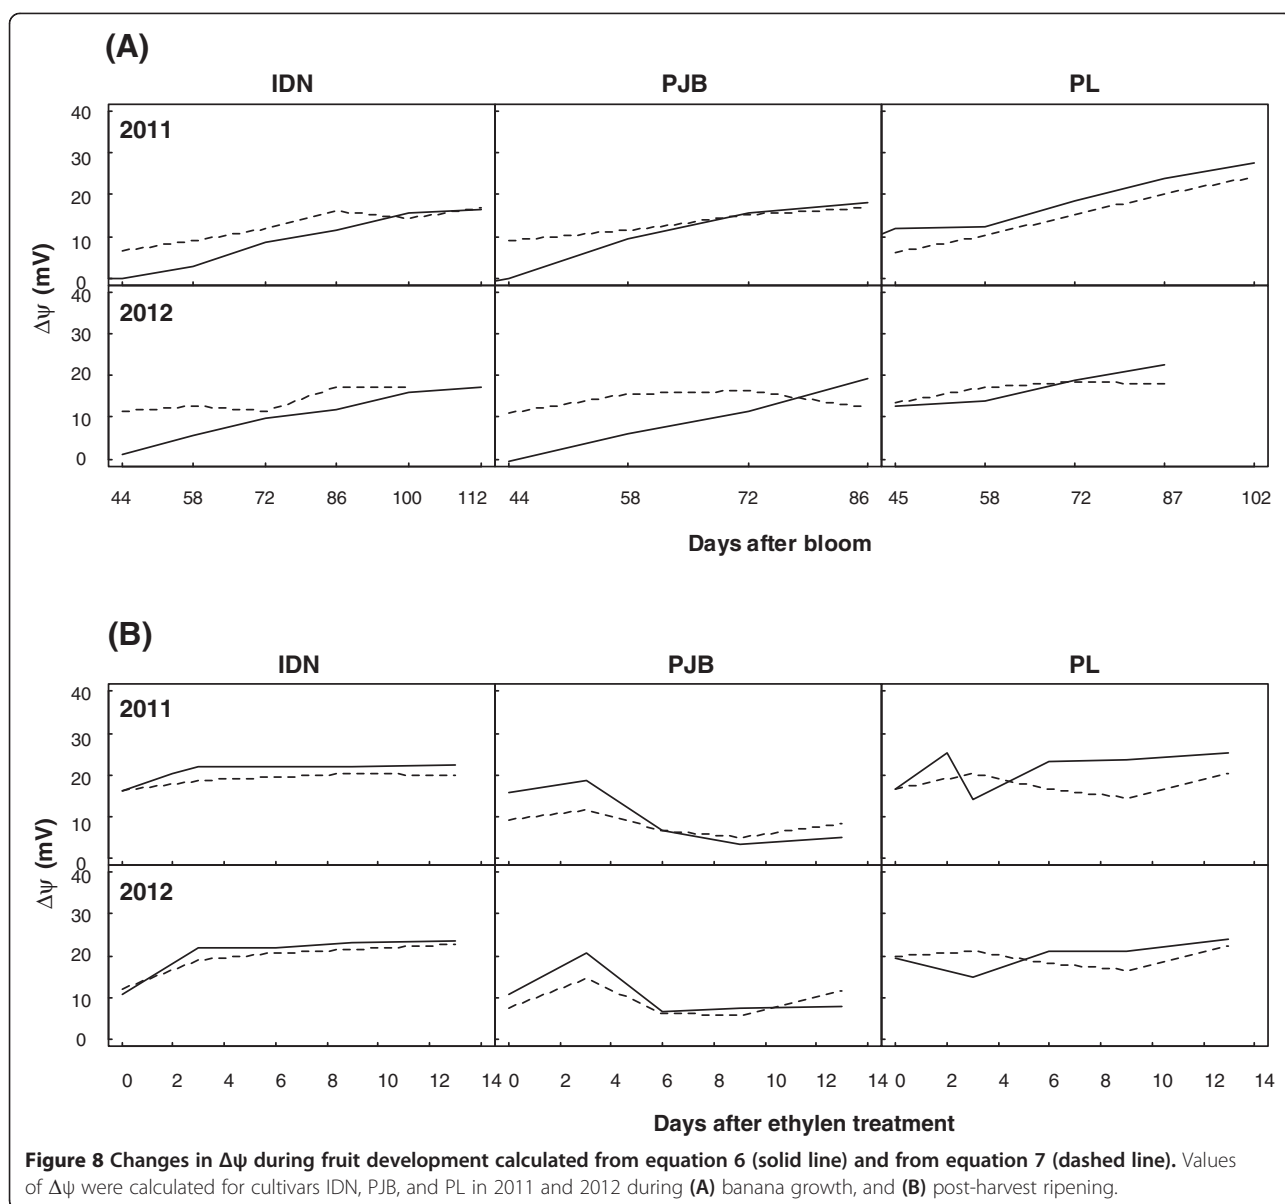 (A)
IDN PJB PL
40
30
20
10
0
2011
40
30
20
10
0
2012
Δψ (mV)
44 58 72 86 100 112 44 58 72 86 45 58 72 87 102
Days after bloom
(B)
IDN PJB PL
40
30
20
10
0
2011
40
30
20
10
0
2012
Δψ (mV)
0 2 4 6 8 10 12 14 0 2 4 6 8 10 12 14 0 2 4 6 8 10 12 14
Days after ethylen treatment
Figure 8 Changes in Δψ during fruit development calculated from equation 6 (solid line) and from equation 7 (dashed line). Values
of Δψ were calculated for cultivars IDN, PJB, and PL in 2011 and 2012 during (A) banana growth, and (B) post-harvest ripening.